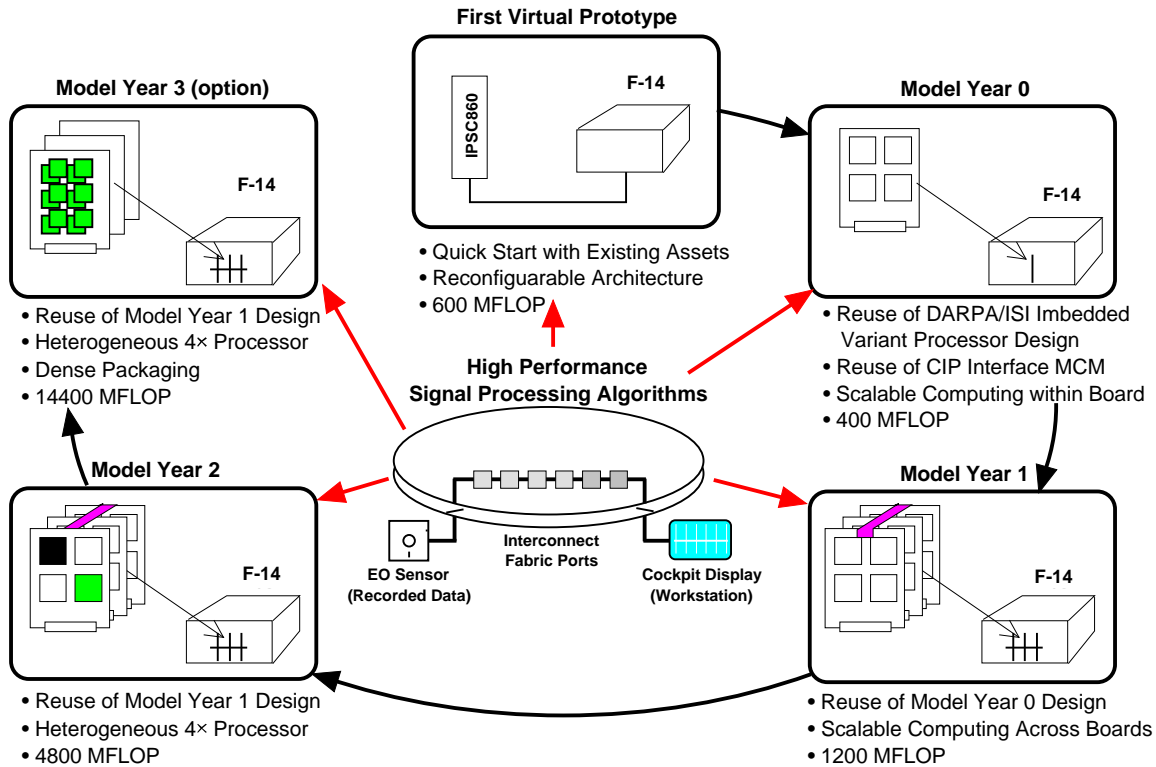 First Virtual Prototype
IPSC860
F-14
• Quick Start with Existing Assets
• Reconfiguarable Architecture
• 600 MFLOP
Model Year 0
F-14
• Reuse of DARPA/ISI Imbedded
Variant Processor Design
• Reuse of CIP Interface MCM
• Scalable Computing within Board
• 400 MFLOP
Model Year 3 (option)
F-14
• Reuse of Model Year 1 Design
• Heterogeneous 4× Processor
• Dense Packaging
• 14400 MFLOP
High Performance
Signal Processing Algorithms
Interconnect
Fabric Ports
EO Sensor
(Recorded Data)
Cockpit Display
(Workstation)
Model Year 2
F-14
• Reuse of Model Year 1 Design
• Heterogeneous 4× Processor
• 4800 MFLOP
Model Year 1
F-14
• Reuse of Model Year 0 Design
• Scalable Computing Across Boards
• 1200 MFLOP